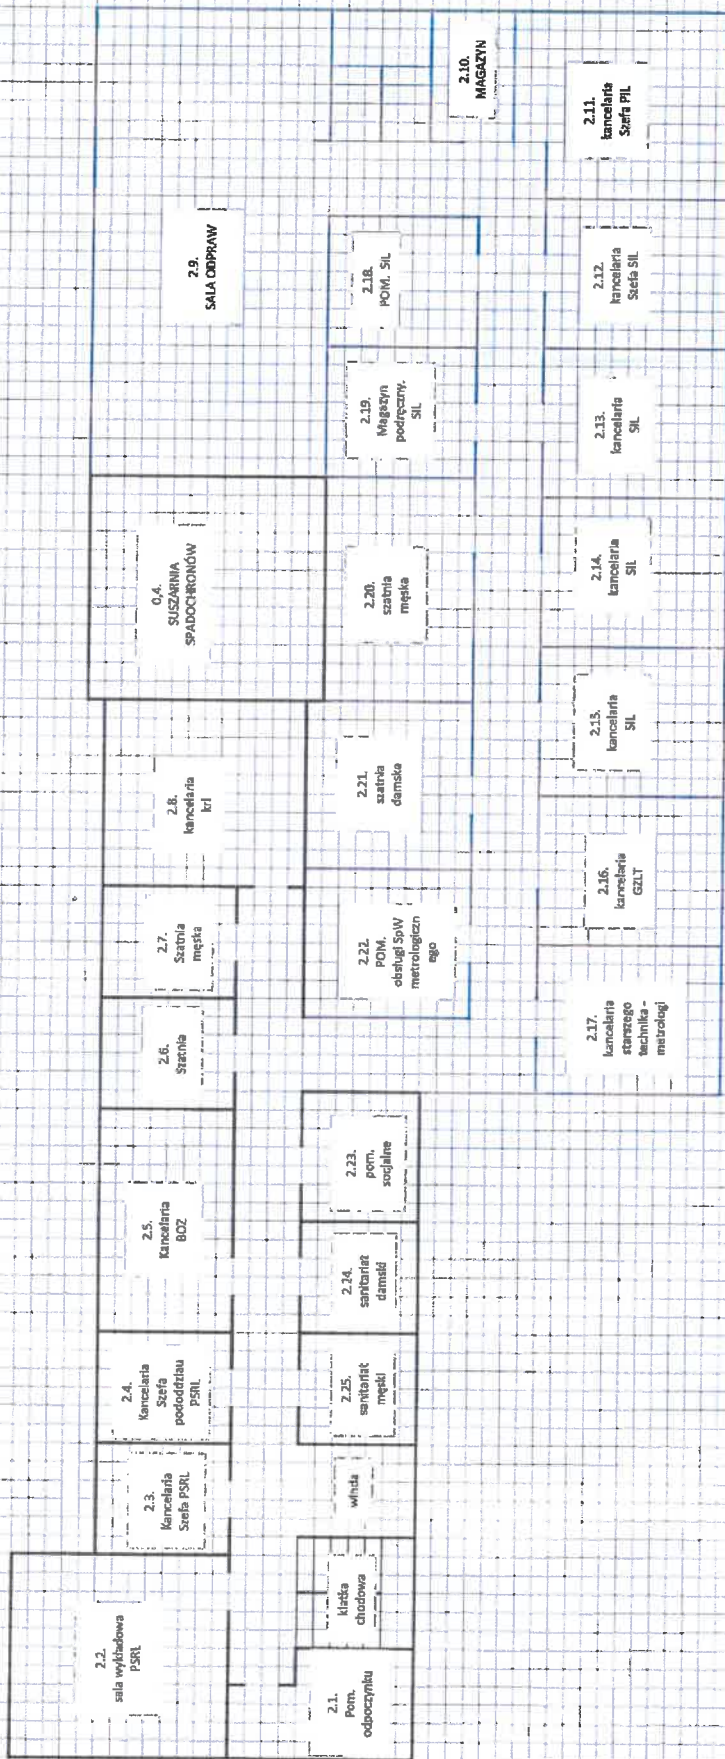 2.2.
sala wykładowa
PSRL
2.3.
Kancelaria
Szefa PSRL
2.4.
Kancelaria
Szefa
pododdziału
PSRL
2.5.
Kancelaria
BOZ
2.6.
Szatnia
2.7.
Szatnia
męska
2.8.
kancelaria
krl
0,4.
SUSZARNIA
SPADOCHRONÓW
2.9.
SALA ODPRAW
2.1.
Pom.
odpoczynku
klatka
chodowa
winda
2.25.
sanitariat
męski
2.24.
sanitariat
damski
2.23.
pom.
socjalne
2.22.
POM.
obsługi SpW
metrologiczn
ego
2.21.
szatnia
damska
2.20.
szatnia
męska
2.19.
Magazyn
podręczny.
SIL
2.18.
POM. SIL
2.10.
MAGAZYN
2.17.
kancelaria
starszego
technika -
metrologi
2.16.
kancelaria
GZLT
2.15.
kancelaria
SIL
2.14.
kancelaria
SIL
2.13.
kancelaria
SIL
2.12.
kancelaria
Szefa SIL
2.11.
kancelaria
Szefa PIL